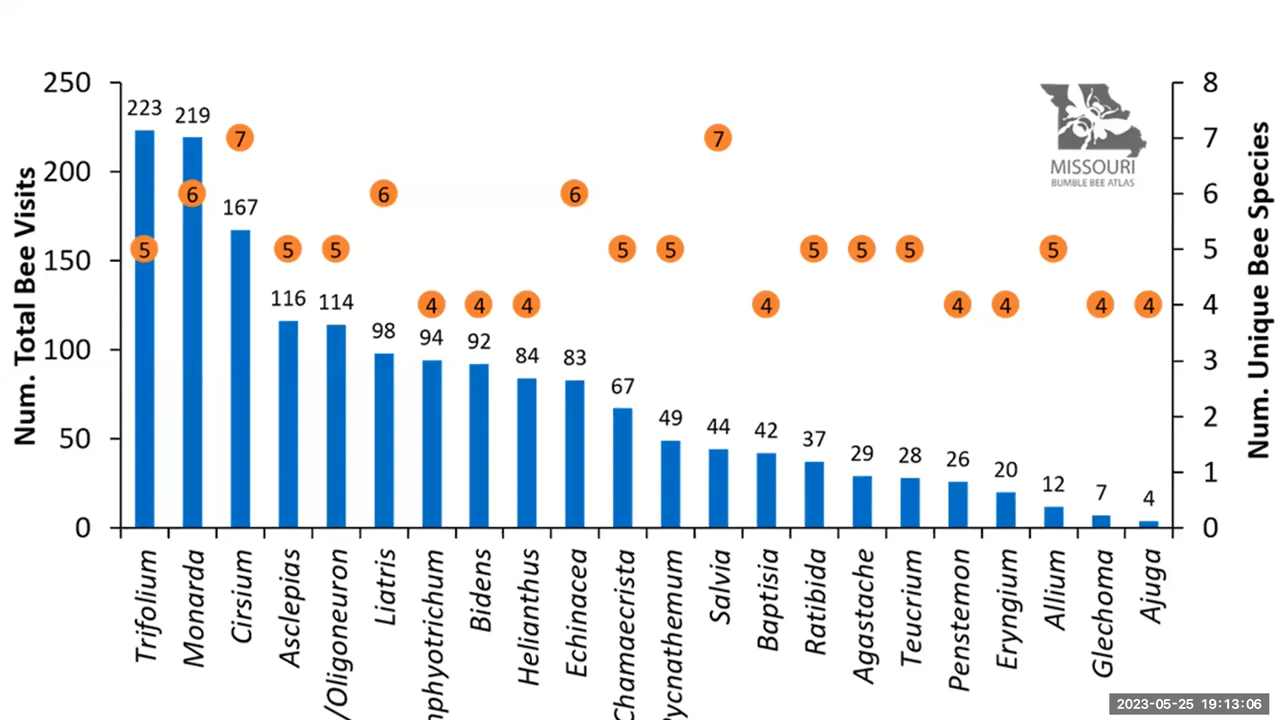 250
200
150
100
50
0
Num. Total Bee Visits
8
7
6
5
4
3
2
1
0
Num. Unique Bee Species
MISSOURI
BUMBLE BEE ATLAS
223
219
167
116
114
98
94
92
84
83
67
49
44
42
37
29
28
26
20
12
7
4
5
6
7
5
5
6
4
4
4
6
5
5
7
4
5
5
5
4
4
5
4
4
Trifolium
Monarda
Cirsium
Asclepias
/Oligoneuron
Liatris
mphyotrichum
Bidens
Helianthus
Echinacea
Chamaecrista
Pycnathemum
Salvia
Baptisia
Ratibida
Agastache
Teucrium
Penstemon
Eryngium
Allium
Glechoma
Ajuga
2023-05-25 19:13:06